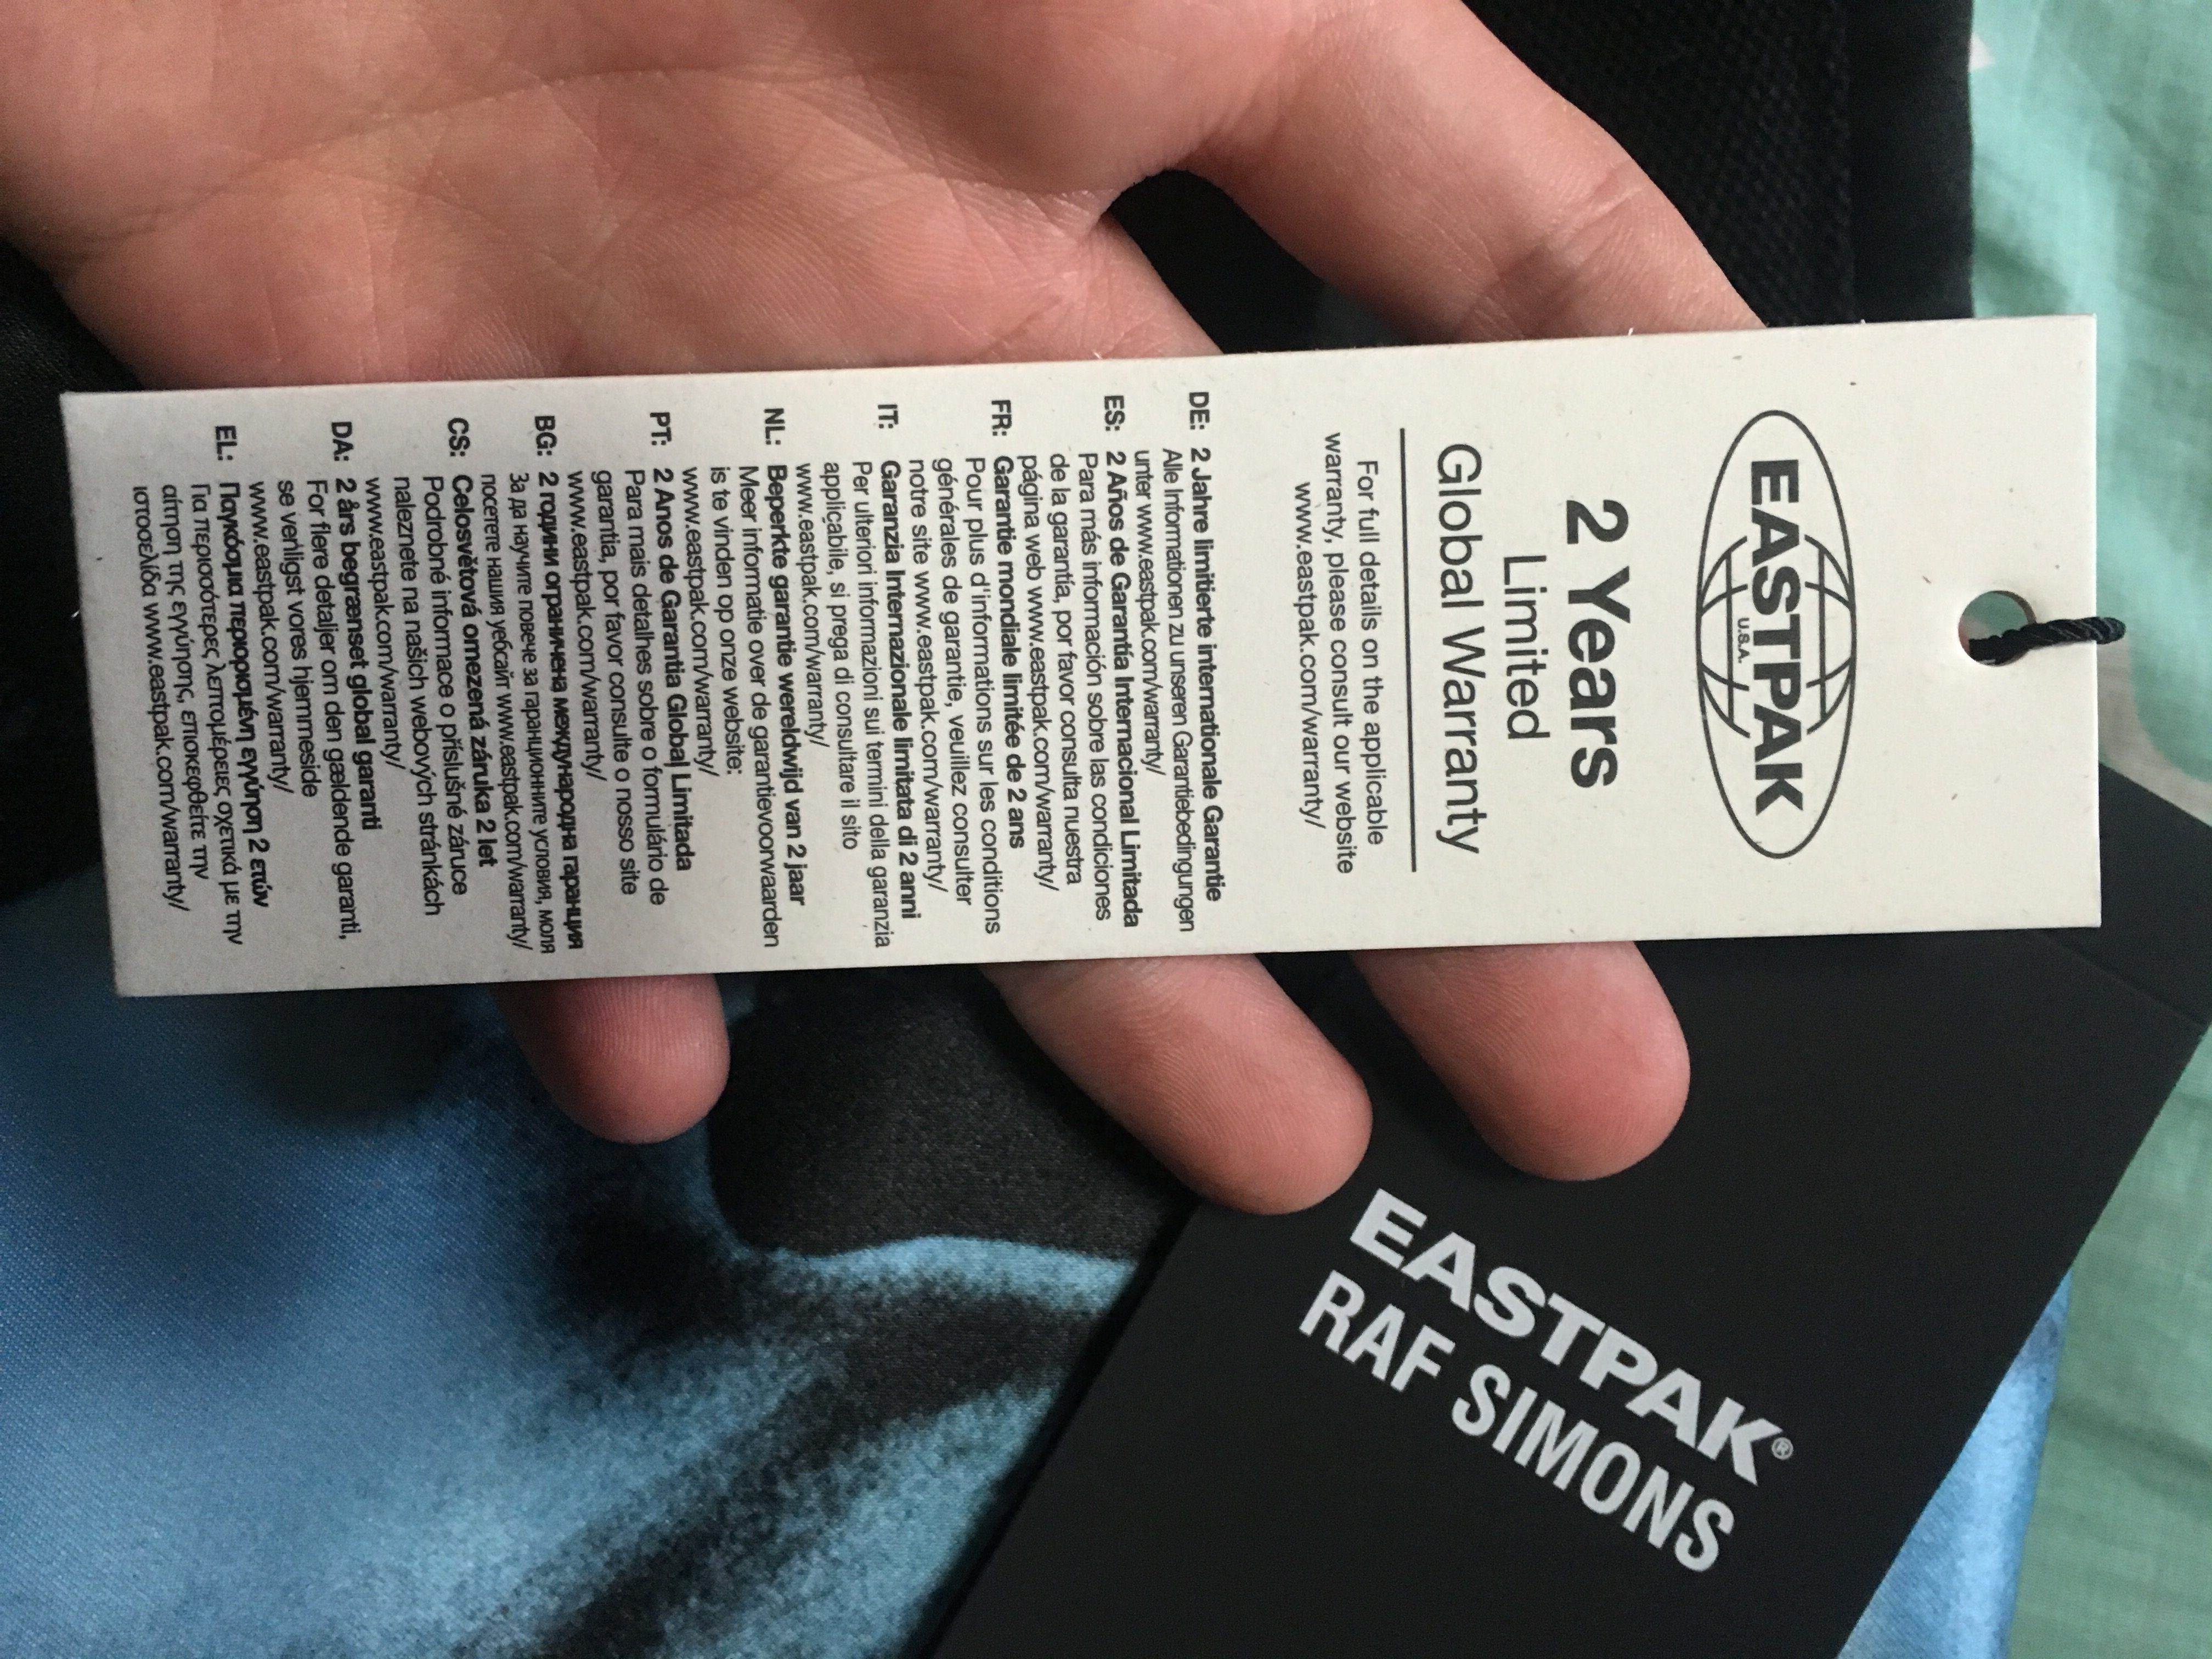 EASTPAK
U.S.A.
2 Years
Limited
Global Warranty
For full details on the applicable
warranty, please consult our website
www.eastpak.com/warranty/
DE: 2 Jahre limitierte internationale Garantie
Alle Informationen zu unseren Garantiebedingungen
unter www.eastpak.com/warranty/
ES: 2 Años de Garantía Internacional Limitada
Para más información sobre las condiciones
de la garantía, por favor consulta nuestra
página web www.eastpak.com/warranty/
FR: Garantie mondiale limitée de 2 ans
Pour plus d'informations sur les conditions
générales de garantie, veuillez consulter
notre site www.eastpak.com/warranty/
IT: Garanzia Internazionale limitata di 2 anni
Per ulteriori informazioni sui termini della garanzia
applicabile, si prega di consultare il sito
www.eastpak.com/warranty/
NL: Beperkte garantie wereldwijd van 2 jaar
Meer informatie over de garantievoorwaarden
is te vinden op onze website:
www.eastpak.com/warranty/
PT: 2 Anos de Garantia Global Limitada
Para mais detalhes sobre o formulário de
garantia, por favor consulte o nosso site
www.eastpak.com/warranty/
BG: 2 години ограничена международна гаранция
За да научите повече за гаранционните условия, моля
посетете нашия уебсайт www.eastpak.com/warranty/
CS: Celosvětová omezená záruka 2 let
Podrobné informace o příslušné záruce
naleznete na našich webových stránkách
www.eastpak.com/warranty/
DA: 2 års begrænset global garanti
For flere detaljer om den gældende garanti,
se venligst vores hjemmeside
www.eastpak.com/warranty/
EL: Παγκόσμια περιορισμένη εγγύηση 2 ετών
Για περισσότερες λεπτομέρειες σχετικά με την
αίτηση της εγγύησης, επισκεφθείτε την
ιστοσελίδα www.eastpak.com/warranty/
EASTPAK®
RAF SIMONS